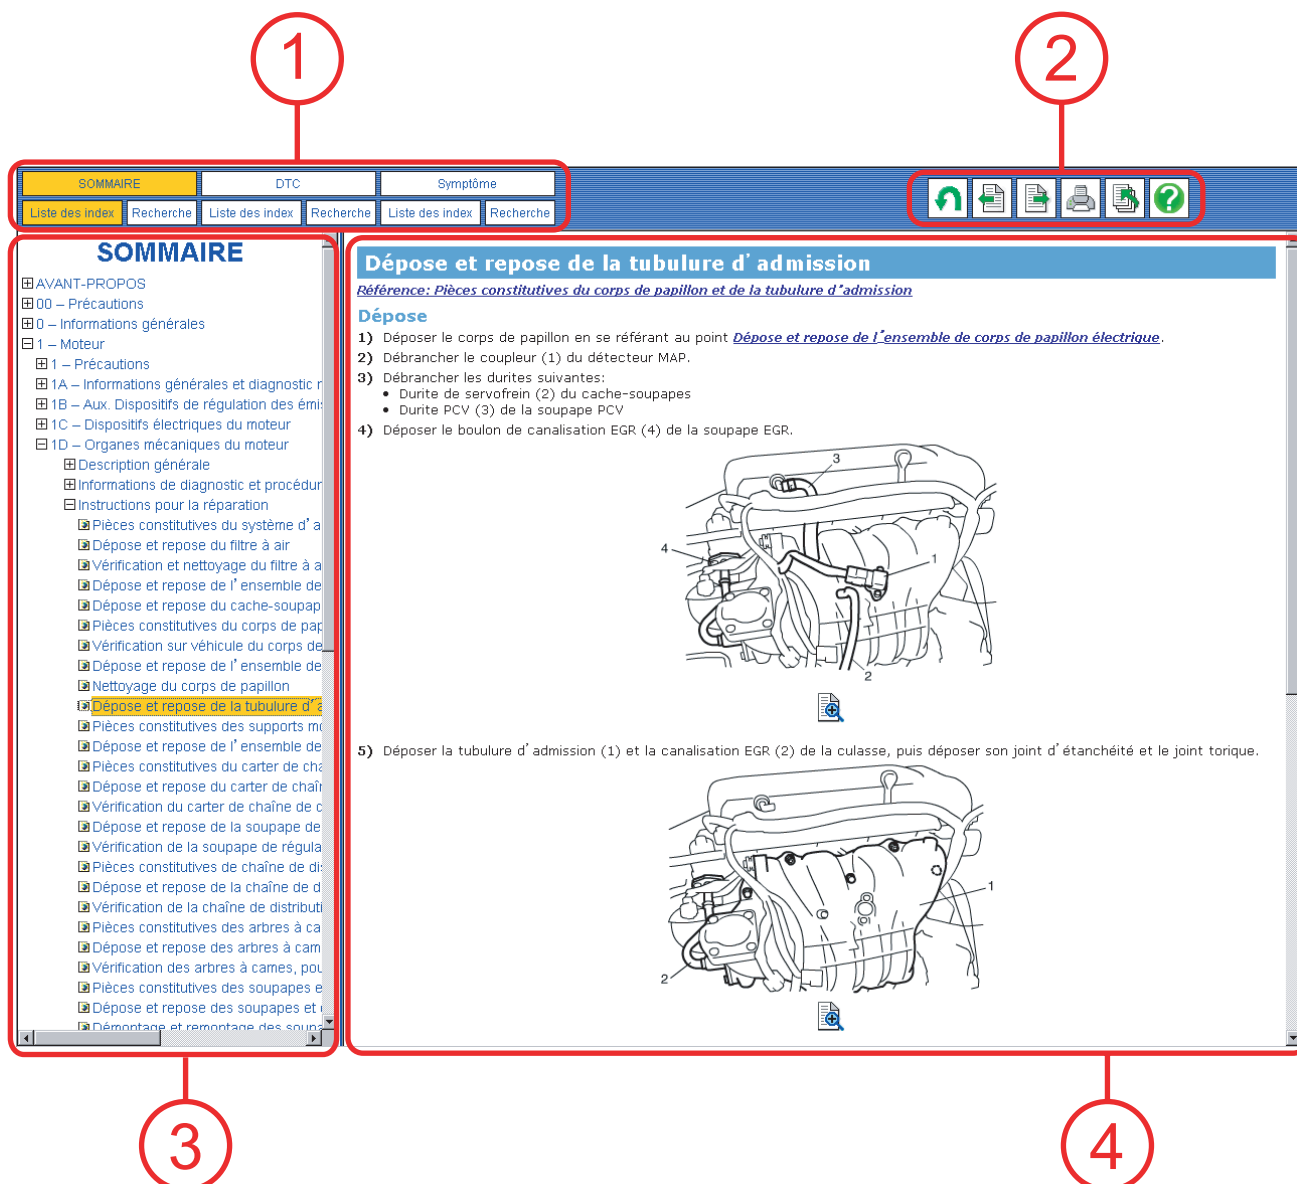 1
2
SOMMAIRE
DTC
Symptôme
Liste des index
Recherche
Liste des index
Recherche
Liste des index
Recherche
SOMMAIRE
AVANT-PROPOS
00 – Précautions
0 – Informations générales
1 – Moteur
1 – Précautions
1A – Informations générales et diagnostic
1B – Aux. Dispositifs de régulation des émis
1C – Dispositifs électriques du moteur
1D – Organes mécaniques du moteur
Description générale
Informations de diagnostic et procédur
Instructions pour la réparation
Pièces constitutives du système d'a
Dépose et repose du filtre à air
Vérification et nettoyage du filtre à a
Dépose et repose de l'ensemble de
Dépose et repose du cache-soupap
Pièces constitutives du corps de pap
Vérification sur véhicule du corps de
Dépose et repose de l'ensemble de
Nettoyage du corps de papillon
Dépose et repose de la tubulure d'a
Pièces constitutives des supports mo
Dépose et repose de l'ensemble de
Pièces constitutives du carter de cha
Dépose et repose du carter de chaîn
Vérification du carter de chaîne de c
Dépose et repose de la soupape de
Vérification de la soupape de régula
Pièces constitutives de chaîne de dis
Dépose et repose de la chaîne de d
Vérification de la chaîne de distributi
Pièces constitutives des arbres à ca
Dépose et repose des arbres à cam
Vérification des arbres à cames, pou
Pièces constitutives des soupapes e
Dépose et repose des soupapes et
Démontage et remontage des soupa
Dépose et repose de la tubulure d'admission
Référence: Pièces constitutives du corps de papillon et de la tubulure d'admission
Dépose
1) Déposer le corps de papillon en se référant au point Dépose et repose de l'ensemble de corps de papillon électrique.
2) Débrancher le coupleur (1) du détecteur MAP.
3) Débrancher les durites suivantes:
• Durite de servofrein (2) du cache-soupapes
• Durite PCV (3) de la soupape PCV
4) Déposer le boulon de canalisation EGR (4) de la soupape EGR.
3
4
1
2
5) Déposer la tubulure d'admission (1) et la canalisation EGR (2) de la culasse, puis déposer son joint d'étanchéité et le joint torique.
1
2
3
4